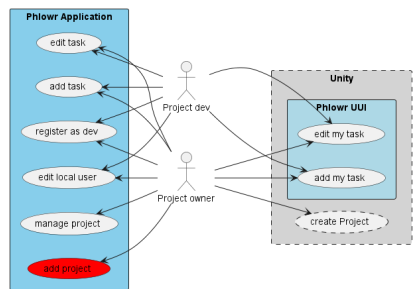 Phlowr Application
edit task
add task
register as dev
edit local user
manage project
add project
Project dev
Project owner
Unity
Phlowr UUI
edit my task
add my task
create Project